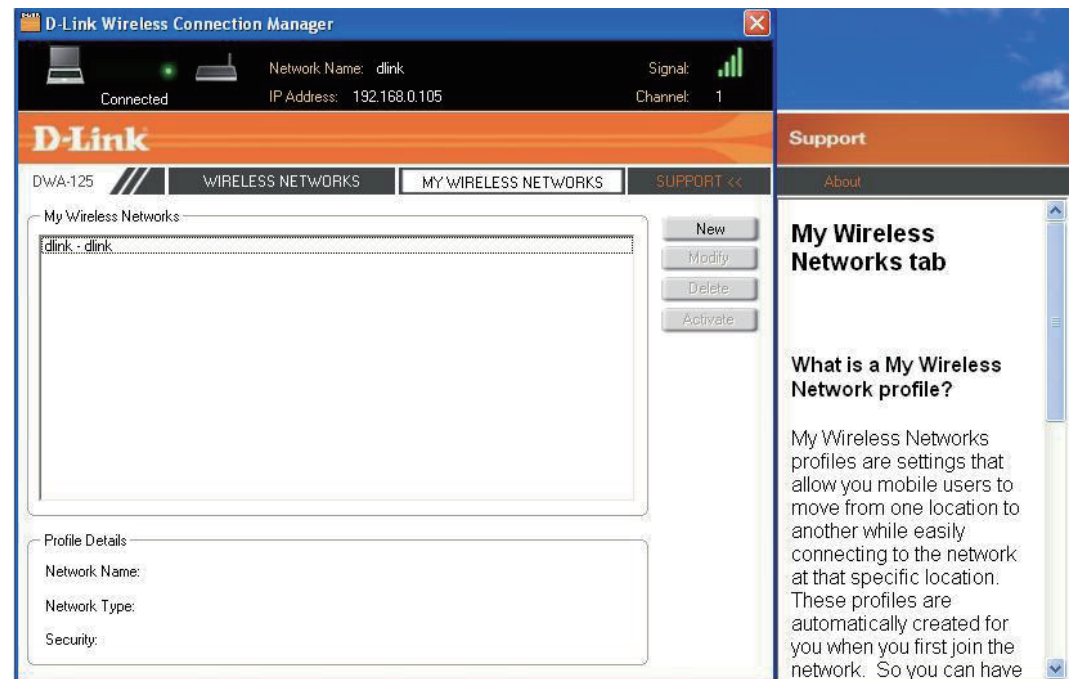 D-Link Wireless Connection Manager
Network Name: dlink
Signal:
Connected
IP Address: 192.168.0.105
Channel: 1
D-Link
DWA-125
WIRELESS NETWORKS
MY WIRELESS NETWORKS
SUPPORT <<
My Wireless Networks
dlink - dlink
New
Modify
Delete
Activate
Profile Details
Network Name:
Network Type:
Security:
Support
About
My Wireless
Networks tab
What is a My Wireless
Network profile?
My Wireless Networks
profiles are settings that
allow you mobile users to
move from one location to
another while easily
connecting to the network
at that specific location.
These profiles are
automatically created for
you when you first join the
network. So you can have